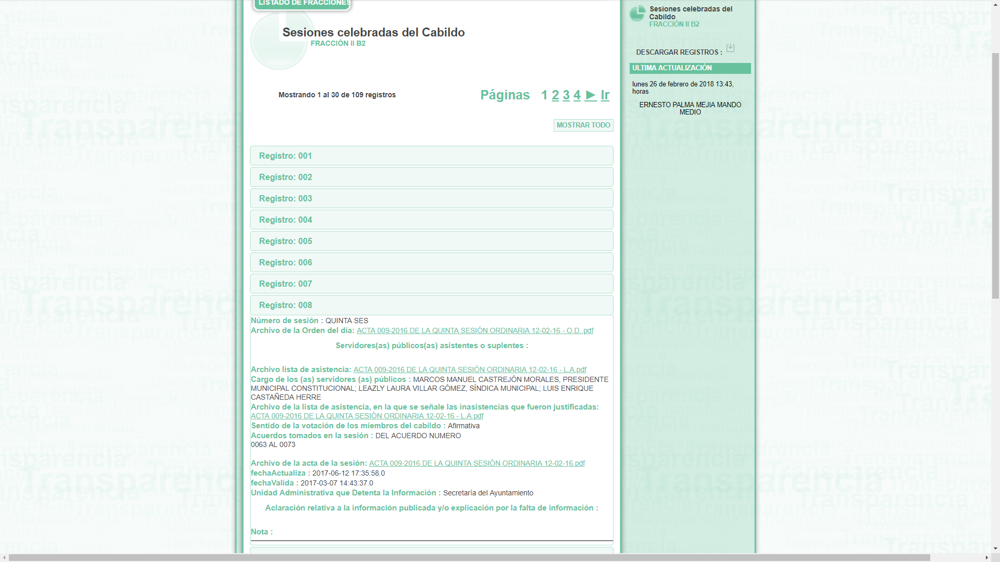 LISTADO DE FRACCIONES
Sesiones celebradas del Cabildo
FRACCIÓN II B2
Mostrando 1 al 30 de 109 registros
Páginas 1 2 3 4 ► Ir
MOSTRAR TODO
Registro: 001
Registro: 002
Registro: 003
Registro: 004
Registro: 005
Registro: 006
Registro: 007
Registro: 008
Número de sesión : QUINTA SES
Archivo de la Orden del día: ACTA 009-2016 DE LA QUINTA SESIÓN ORDINARIA 12-02-16 - O.D..pdf
Servidores(as) públicos(as) asistentes o suplentes :
Archivo lista de asistencia: ACTA 009-2016 DE LA QUINTA SESIÓN ORDINARIA 12-02-16 - L.A.pdf
Cargo de los (as) servidores (as) públicos : MARCOS MANUEL CASTREJÓN MORALES, PRESIDENTE
MUNICIPAL CONSTITUCIONAL; LEAZLY LAURA VILLAR GÓMEZ, SÍNDICA MUNICIPAL; LUIS ENRIQUE
CASTAÑEDA HERRE
Archivo de la lista de asistencia, en la que se señale las inasistencias que fueron justificadas:
ACTA 009-2016 DE LA QUINTA SESIÓN ORDINARIA 12-02-16 - L.A.pdf
Sentido de la votación de los miembros del cabildo : Afirmativa
Acuerdos tomados en la sesión : DEL ACUERDO NUMERO
0063 AL 0073
Archivo de la acta de la sesión: ACTA 009-2016 DE LA QUINTA SESIÓN ORDINARIA 12-02-16.pdf
fechaActualiza : 2017-06-12 17:35:58.0
fechaValida : 2017-03-07 14:43:37.0
Unidad Administrativa que Detenta la Información : Secretaría del Ayuntamiento
Aclaración relativa a la información publicada y/o explicación por la falta de información :
Nota :
Sesiones celebradas del
Cabildo
FRACCIÓN II B2
DESCARGAR REGISTROS :
ULTIMA ACTUALIZACIÓN
lunes 26 de febrero de 2018 13:43,
horas
ERNESTO PALMA MEJIA MANDO
MEDIO